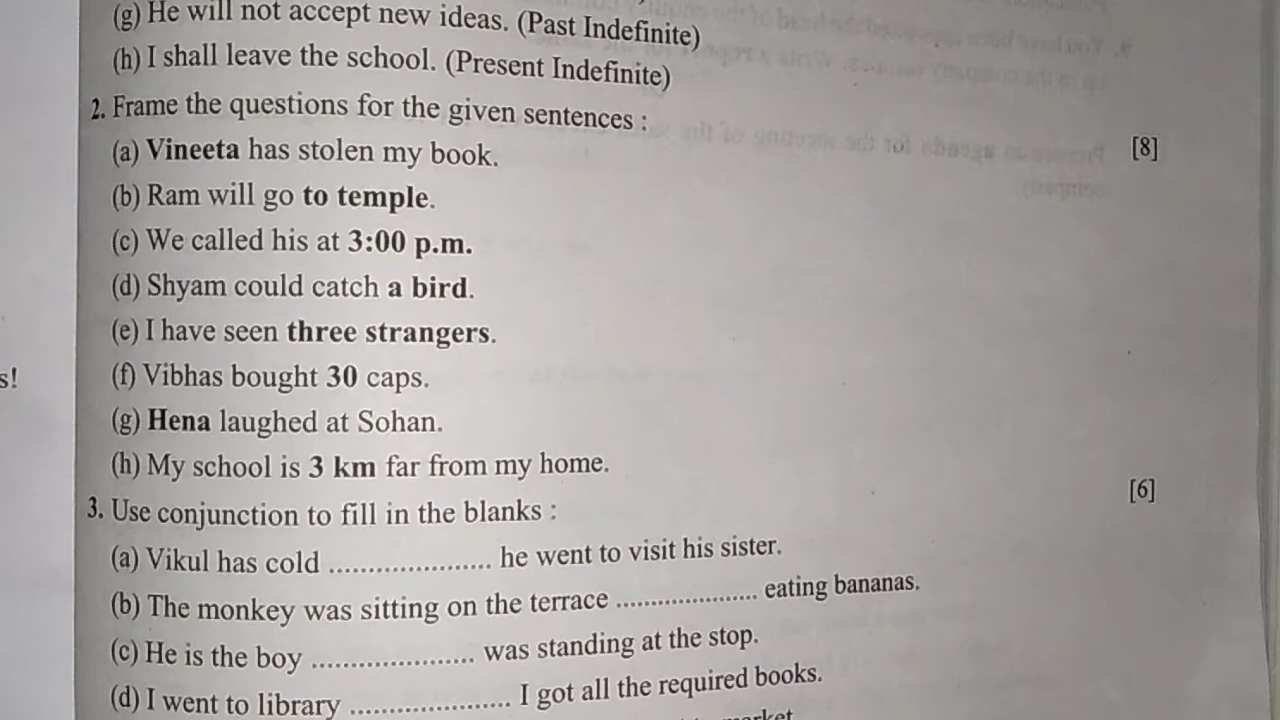 (g) He will not accept new ideas. (Past Indefinite)
(h) I shall leave the school. (Present Indefinite)
2. Frame the questions for the given sentences :
[8]
(a) Vineeta has stolen my book.
(b) Ram will go to temple.
(c) We called his at 3:00 p.m.
(d) Shyam could catch a bird.
(e) I have seen three strangers.
s!
(f) Vibhas bought 30 caps.
(g) Hena laughed at Sohan.
(h) My school is 3 km far from my home.
[6]
3. Use conjunction to fill in the blanks :
(a) Vikul has cold ..................... he went to visit his sister.
(b) The monkey was sitting on the terrace ..................... eating bananas.
(c) He is the boy ..................... was standing at the stop.
(d) I went to library ..................... I got all the required books.